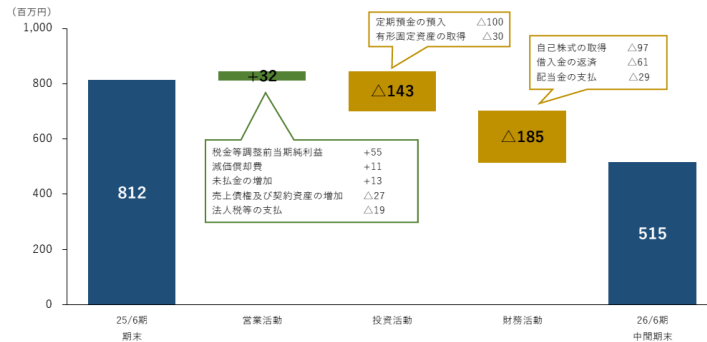 （百万円）
1,000
800
600
400
200
0
812
+32
△143
△185
515
定期預金の預入 △100
有形固定資産の取得 △30
自己株式の取得 △97
借入金の返済 △61
配当金の支払 △29
税金等調整前当期純利益 +55
減価償却費 +11
未払金の増加 +13
売上債権及び契約資産の増加 △27
法人税等の支払 △19
25/6期
期末
営業活動
投資活動
財務活動
26/6期
中間期末